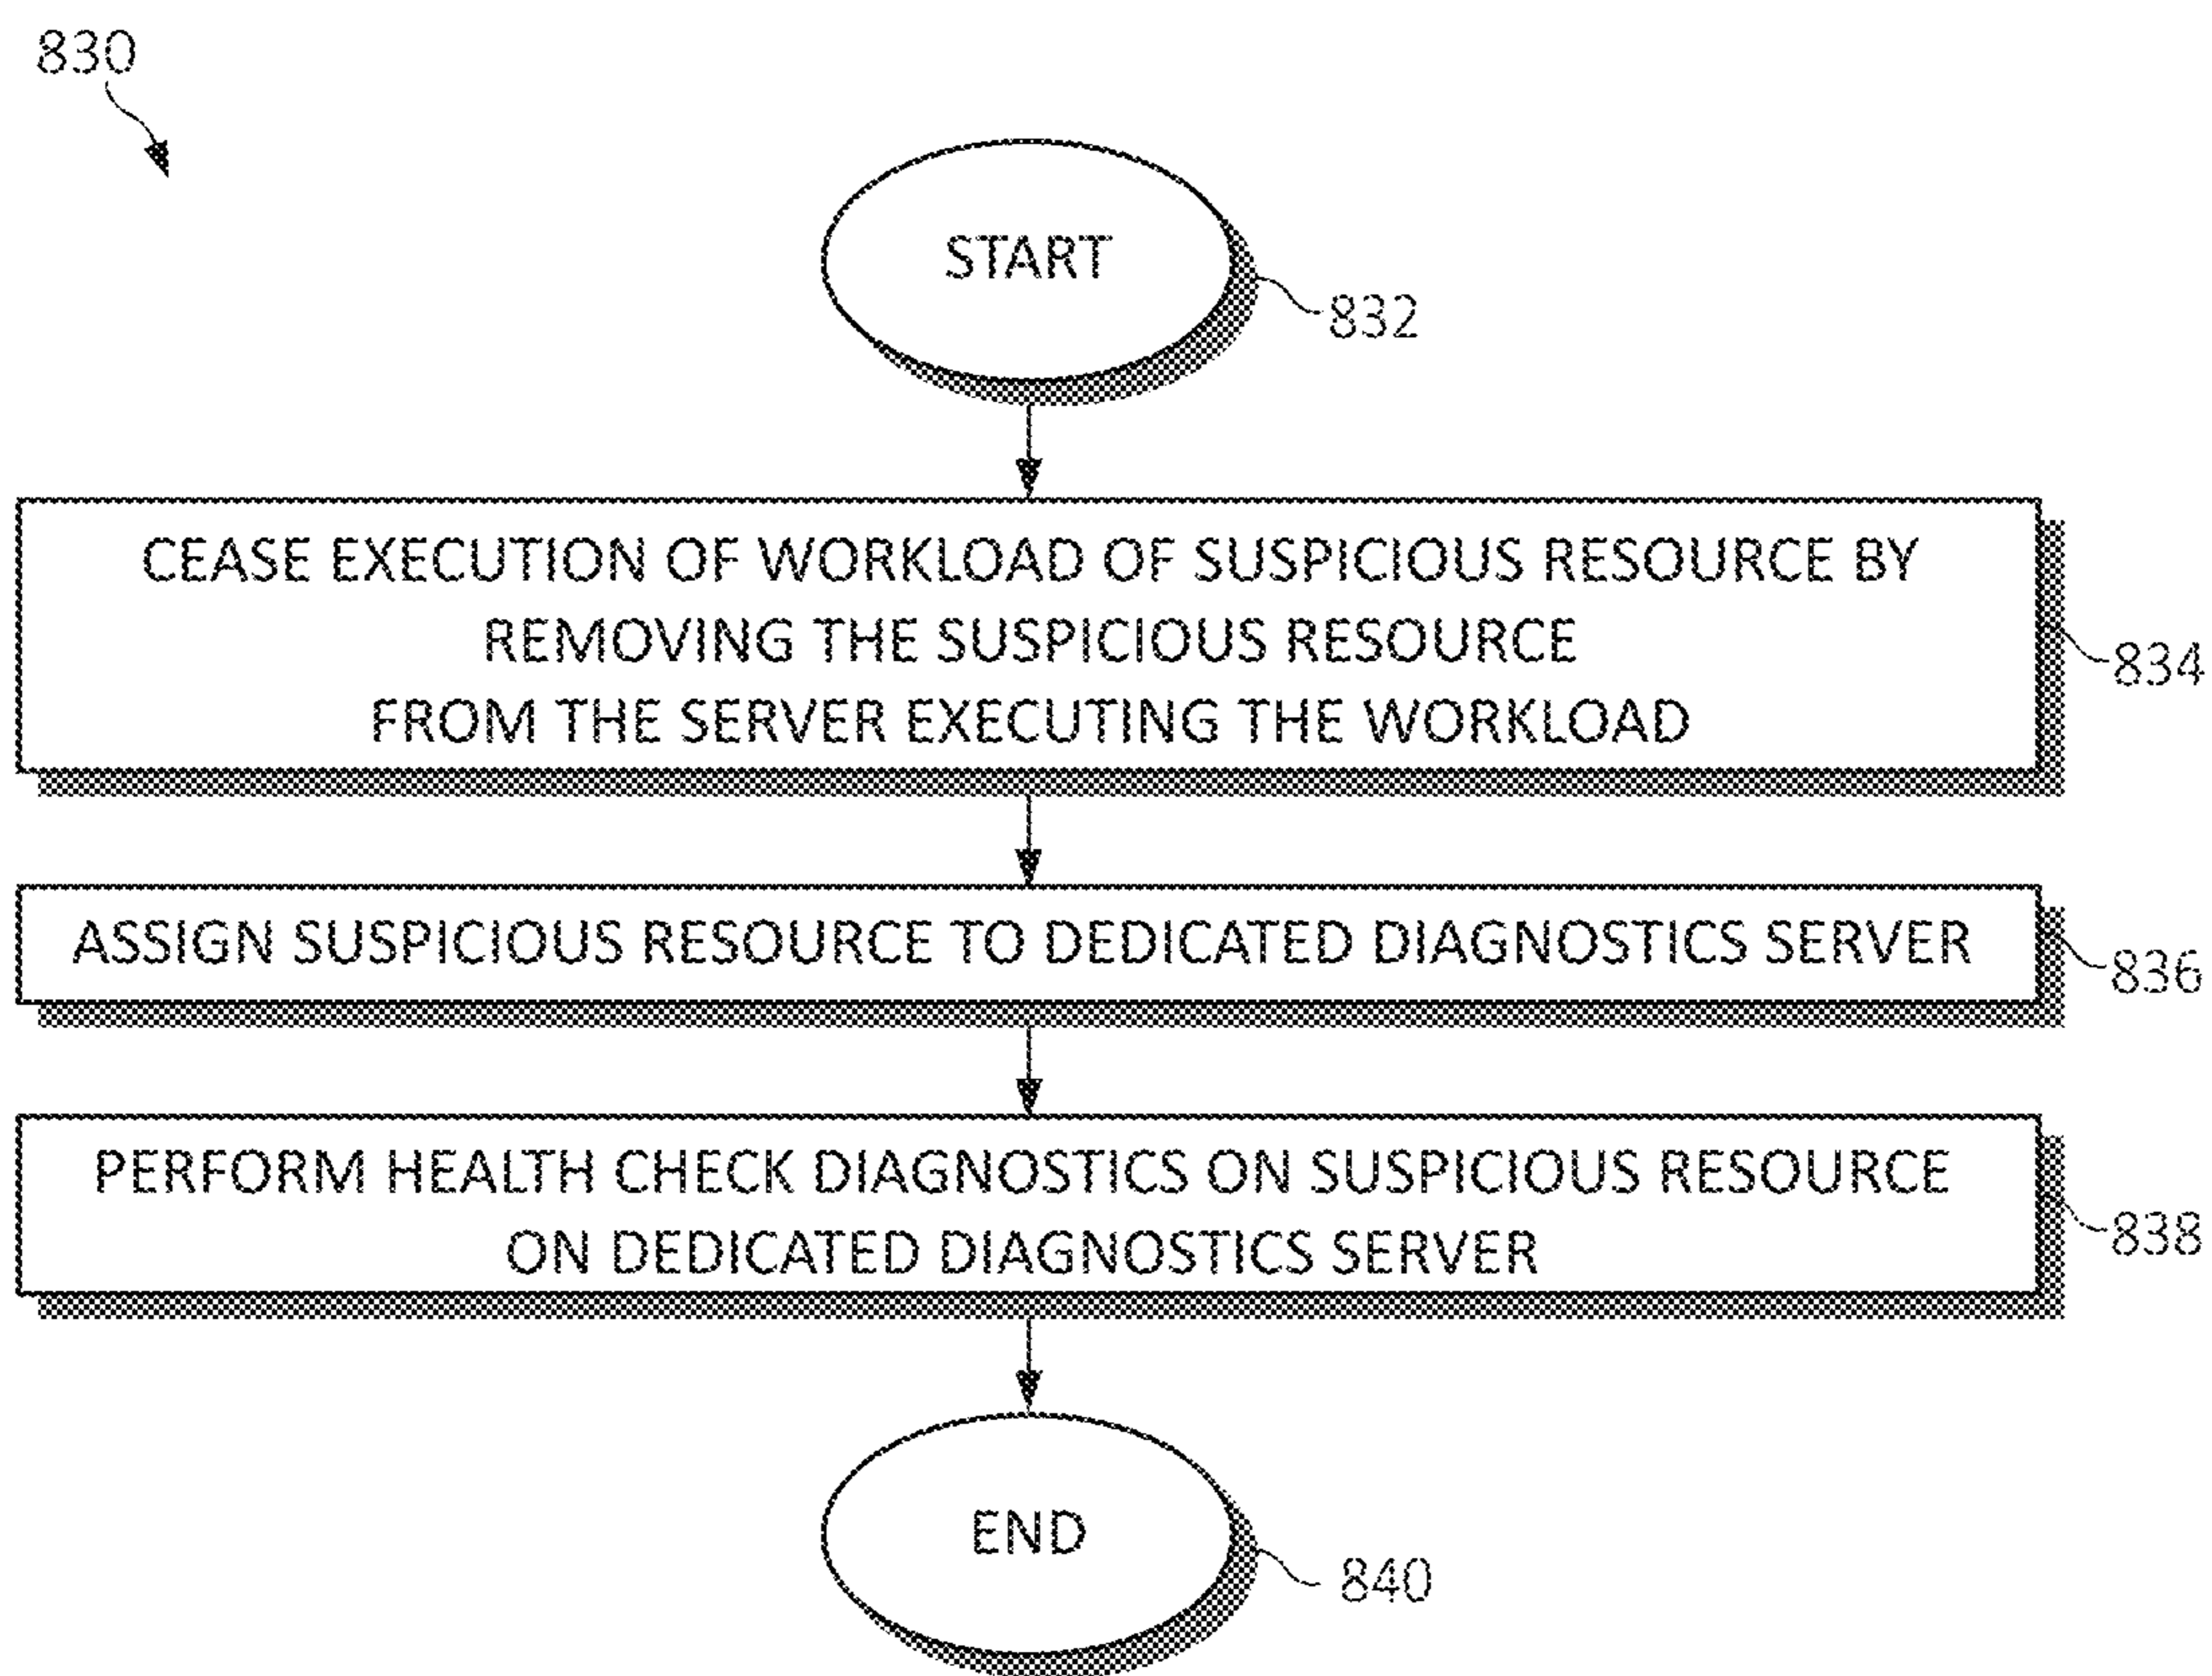 830
START
832
CEASE EXECUTION OF WORKLOAD OF SUSPICIOUS RESOURCE BY
REMOVING THE SUSPICIOUS RESOURCE
FROM THE SERVER EXECUTING THE WORKLOAD
834
ASSIGN SUSPICIOUS RESOURCE TO DEDICATED DIAGNOSTICS SERVER
836
PERFORM HEALTH CHECK DIAGNOSTICS ON SUSPICIOUS RESOURCE
ON DEDICATED DIAGNOSTICS SERVER
838
END
840